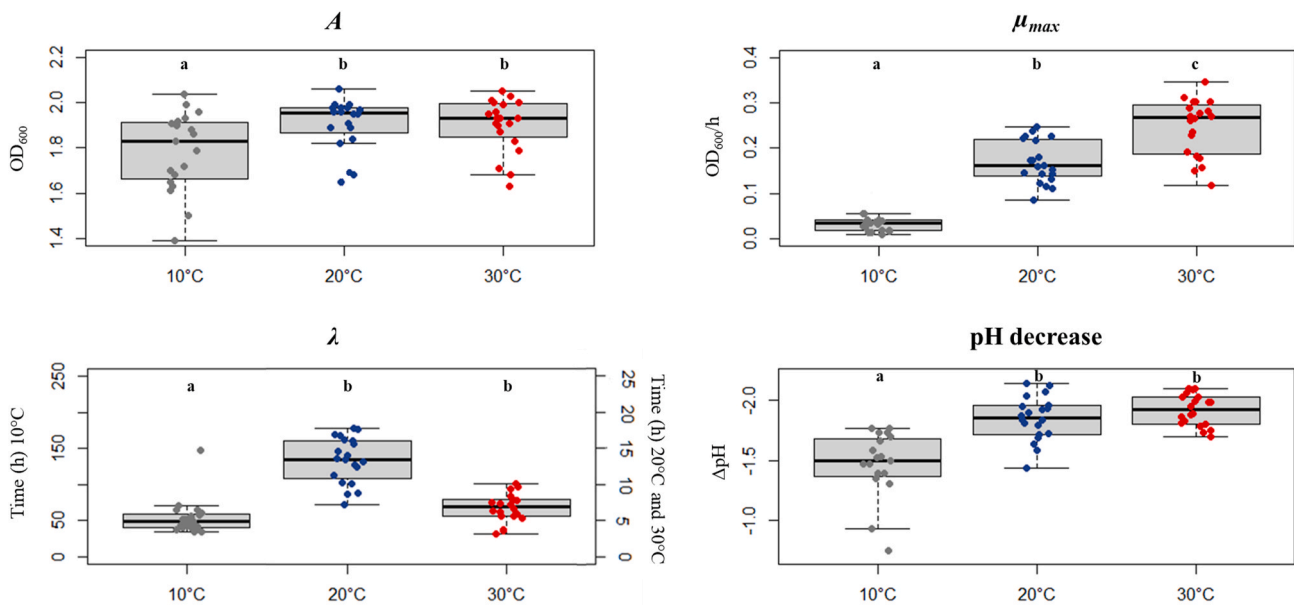 A
OD₆₀₀
2.2
2.0
1.8
1.6
1.4
a
b
b
10°C
20°C
30°C
μmax
OD₆₀₀/h
0.4
0.3
0.2
0.1
0.0
a
b
c
10°C
20°C
30°C
λ
Time (h) 10°C
250
150
50
0
a
b
b
25
20
15
10
5
0
Time (h) 20°C and 30°C
10°C
20°C
30°C
pH decrease
ΔpH
-2.0
-1.5
-1.0
a
b
b
10°C
20°C
30°C